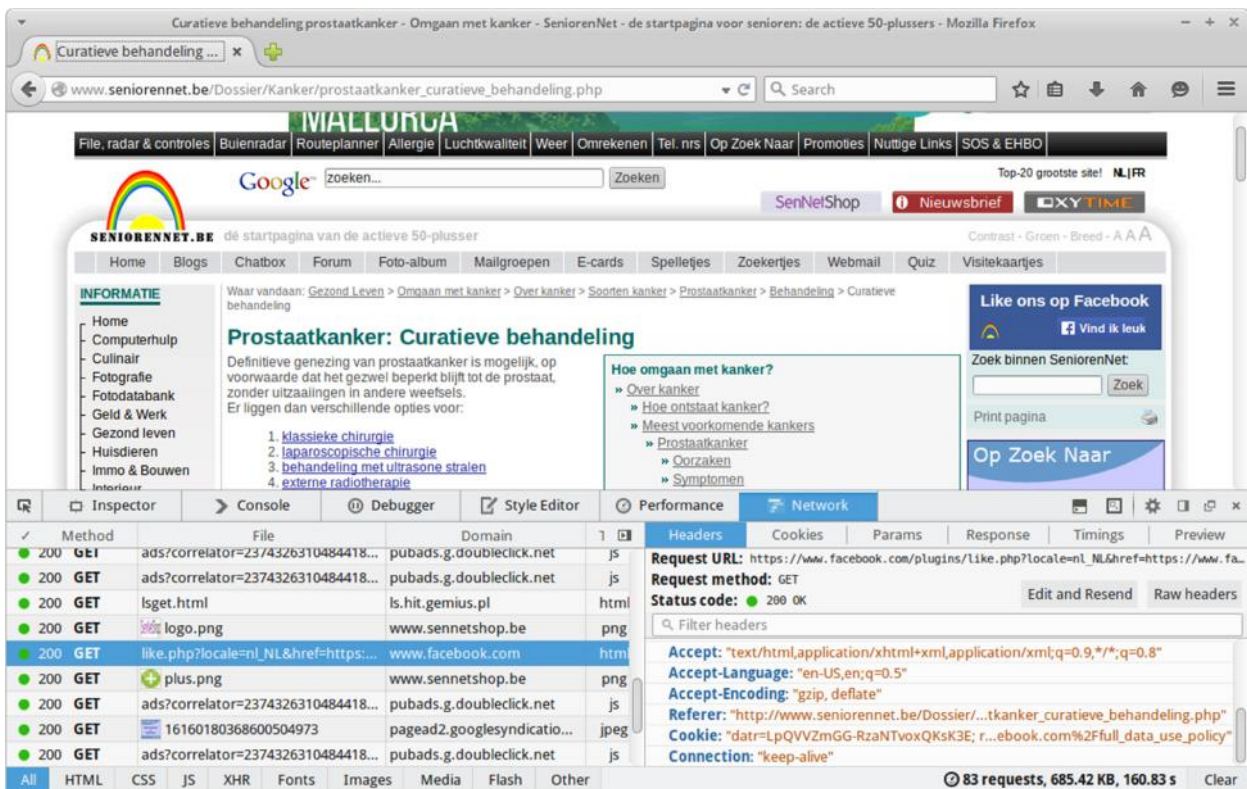 Curatieve behandeling prostaatkanker - Omgaan met kanker - SeniorenNet - de startpagina voor senioren: de actieve 50-plussers - Mozilla Firefox
Curatieve behandeling ...
www.seniorennet.be/Dossier/Kanker/prostaatkanker_curatieve_behandeling.php
Search
MALLORCA
File, radar & controles Buienradar Routeplanner Allergie Luchtkwaliteit Weer Omrekenen Tel. nrs Op Zoek Naar Promoties Nuttige Links SOS & EHBO
Google zoeken... Zoeken
Top-20 grootste site! NL|FR
SenNetShop Nieuwsbrief OXYTIME
SENIORENNET.BE dé startpagina van de actieve 50-plusser
Contrast - Groen - Breed - A A A
Home Blogs Chatbox Forum Foto-album Mailgroepen E-cards Spelletjes Zoekertjes Webmail Quiz Visitekaartjes
INFORMATIE
Home
Computerhulp
Culinair
Fotografie
Fotodatabank
Geld & Werk
Gezond leven
Huisdieren
Immo & Bouwen
Interieur
Waar vandaan: Gezond Leven > Omgaan met kanker > Over kanker > Soorten kanker > Prostaatkanker > Behandeling > Curatieve
behandeling
Prostaatkanker: Curatieve behandeling
Definitieve genezing van prostaatkanker is mogelijk, op
voorwaarde dat het gezwel beperkt blijft tot de prostaat,
zonder uitzaaiingen in andere weefsels.
Er liggen dan verschillende opties voor:
1. klassieke chirurgie
2. laparoscopische chirurgie
3. behandeling met ultrasone stralen
4. externe radiotherapie
Hoe omgaan met kanker?
» Over kanker
» Hoe ontstaat kanker?
» Meest voorkomende kankers
» Prostaatkanker
» Oorzaken
» Symptomen
Like ons op Facebook
Vind ik leuk
Zoek binnen SeniorenNet:
Zoek
Print pagina
Op Zoek Naar
Inspector Console Debugger Style Editor Performance Network
✓ Method File Domain T
200 GET ads?correlator=2374326310484418... pubads.g.doubleclick.net js
200 GET ads?correlator=2374326310484418... pubads.g.doubleclick.net js
200 GET lsget.html ls.hit.gemius.pl html
200 GET logo.png www.sennetshop.be png
200 GET like.php?locale=nl_NL&href=https:... www.facebook.com html
200 GET plus.png www.sennetshop.be png
200 GET ads?correlator=2374326310484418... pubads.g.doubleclick.net js
200 GET 16160180368600504973 pagead2.googlesyndicatio... jpeg
200 GET ads?correlator=2374326310484418... pubads.g.doubleclick.net js
Headers Cookies Params Response Timings Preview
Request URL: https://www.facebook.com/plugins/like.php?locale=nl_NL&href=https://www.fa...
Request method: GET
Status code: 200 OK
Edit and Resend Raw headers
Filter headers
Accept: "text/html,application/xhtml+xml,application/xml;q=0.9,*/*;q=0.8"
Accept-Language: "en-US,en;q=0.5"
Accept-Encoding: "gzip, deflate"
Referer: "http://www.seniorennet.be/Dossier/...tkanker_curatieve_behandeling.php"
Cookie: "datr=LpQVVZmGG-RzaNTvoxQKsK3E; r...ebook.com%2Ffull_data_use_policy"
Connection: "keep-alive"
All HTML CSS JS XHR Fonts Images Media Flash Other
83 requests, 685.42 KB, 160.83 s Clear